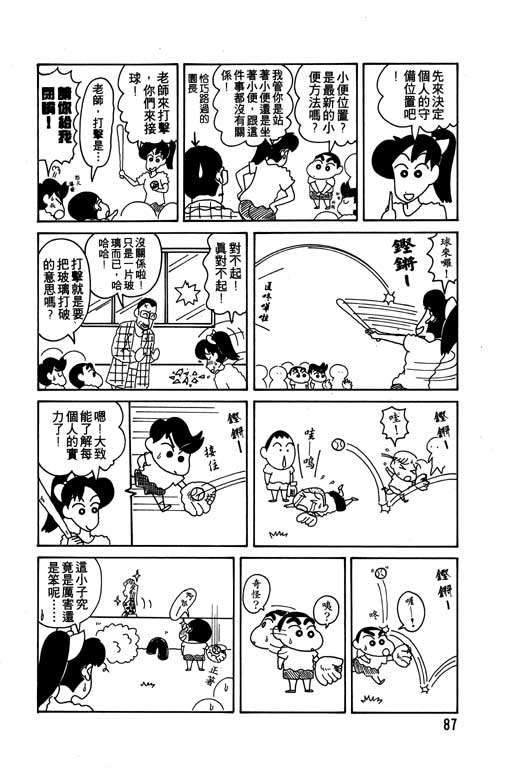 先來決定
個人的守
備位置吧
小便位置?
是最新的小
便方法嗎?
我管你是站
著小便還是坐
著小便,跟這
件事都沒有關
係!
恰巧路過的
園長
老師來打擊
,你們來接
球!
老師,打擊是…
請你給我
閉嘴!
球來囉!
鏗鏘—
對不起!
真對不起!
沒關係啦!
只是一片玻
璃而已,哈
哈哈!
打擊就是要
把玻璃打破
的意思嗎?
鏗鏘—
哇!
哇—嗚
鏗鏘—
接住
嗯!大致
能了解每
個人的實
力了!
鏗鏘—
喔!
咚
咦?
奇怪?
哈哈
正著
這小子究
竟是厲害還
是笨呢……
87